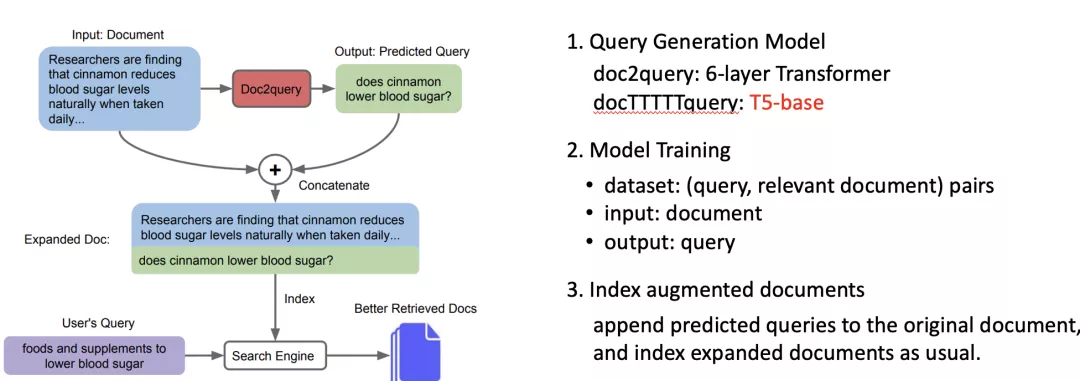 Input: Document
Researchers are finding
that cinnamon reduces
blood sugar levels
naturally when taken
daily...
Doc2query
Output: Predicted Query
does cinnamon
lower blood sugar?
+
Concatenate
Expanded Doc:
Researchers are finding that cinnamon reduces
blood sugar levels naturally when taken daily...
does cinnamon lower blood sugar?
Index
User's Query
foods and supplements to
lower blood sugar
Search Engine
Better Retrieved Docs
1. Query Generation Model
doc2query: 6-layer Transformer
docTTTTTquery: T5-base
2. Model Training
• dataset: (query, relevant document) pairs
• input: document
• output: query
3. Index augmented documents
append predicted queries to the original document,
and index expanded documents as usual.